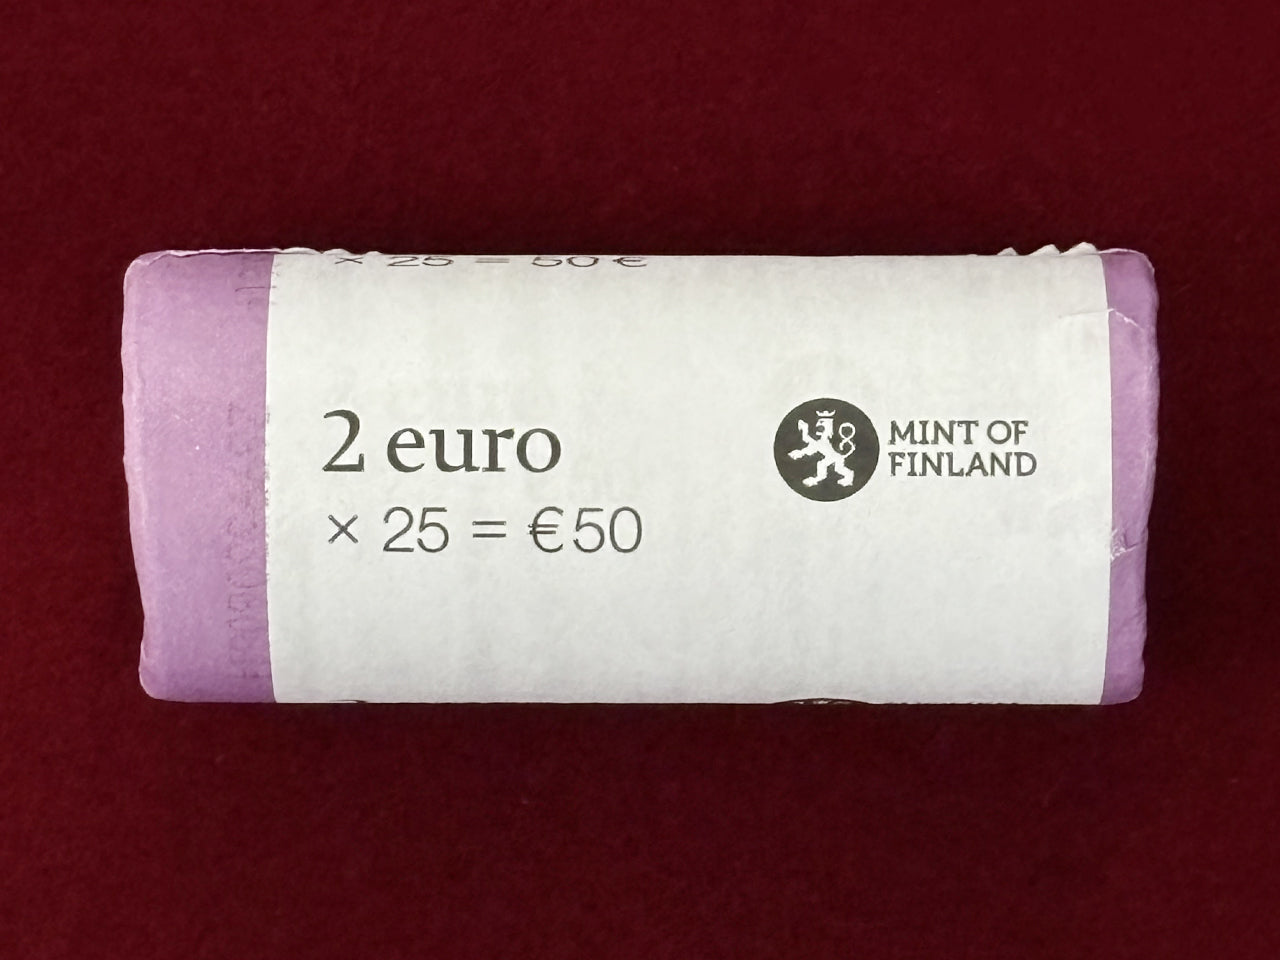 × 25 = 50 €
2 euro
× 25 = €50
MINT OF
FINLAND